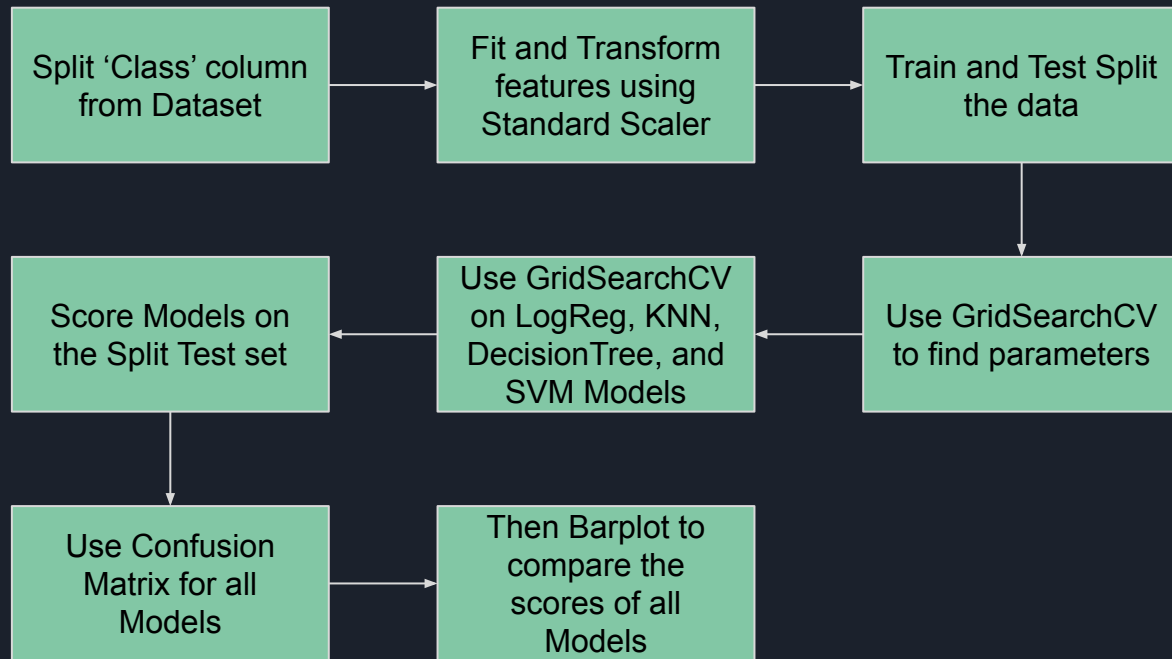 Split ‘Class’ column
from Dataset
Fit and Transform
features using
Standard Scaler
Train and Test Split
the data
Use GridSearchCV
to find parameters
Use GridSearchCV
on LogReg, KNN,
DecisionTree, and
SVM Models
Score Models on
the Split Test set
Use Confusion
Matrix for all
Models
Then Barplot to
compare the
scores of all
Models